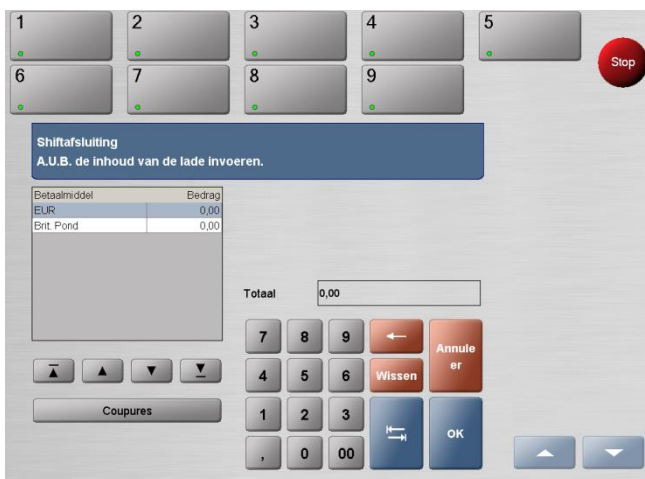 1 2 3 4 5
Stop
6 7 8 9
Shiftafsluiting
A.U.B. de inhoud van de lade invoeren.
Betaalmiddel Bedrag
EUR 0,00
Brit. Pond 0,00
Totaal 0,00
7 8 9
Annule
er
4 5 6 Wissen
Coupures
1 2 3
OK
, 0 00